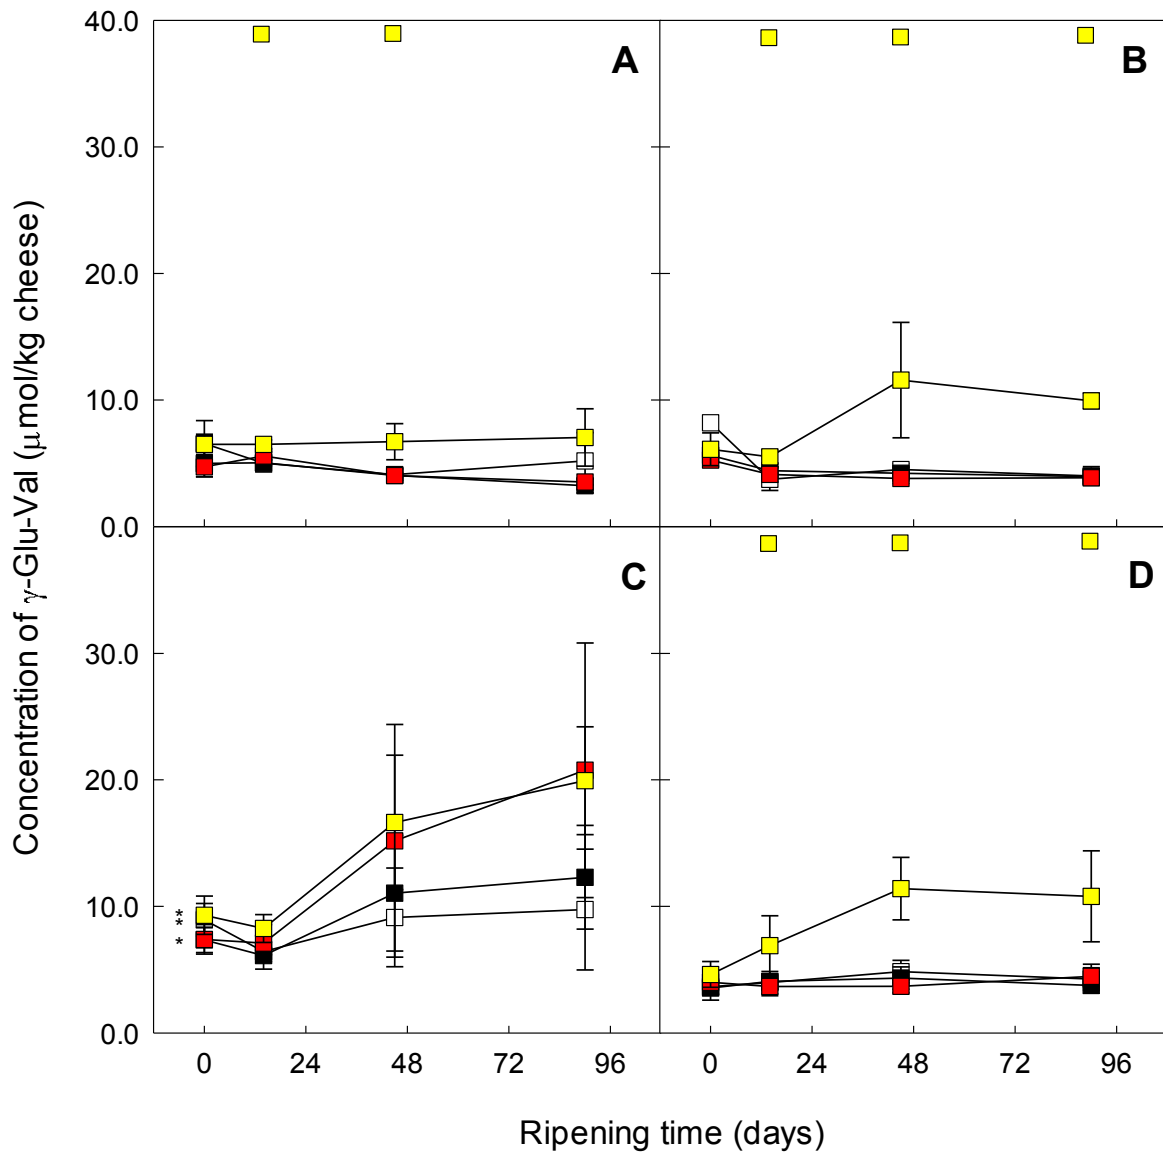 Concentration of γ-Glu-Val (μmol/kg cheese)
40.0
A
B
30.0
20.0
10.0
0.0
C
D
30.0
20.0
10.0
*
*
*
0.0
0 24 48 72 96 0 24 48 72 96
Ripening time (days)